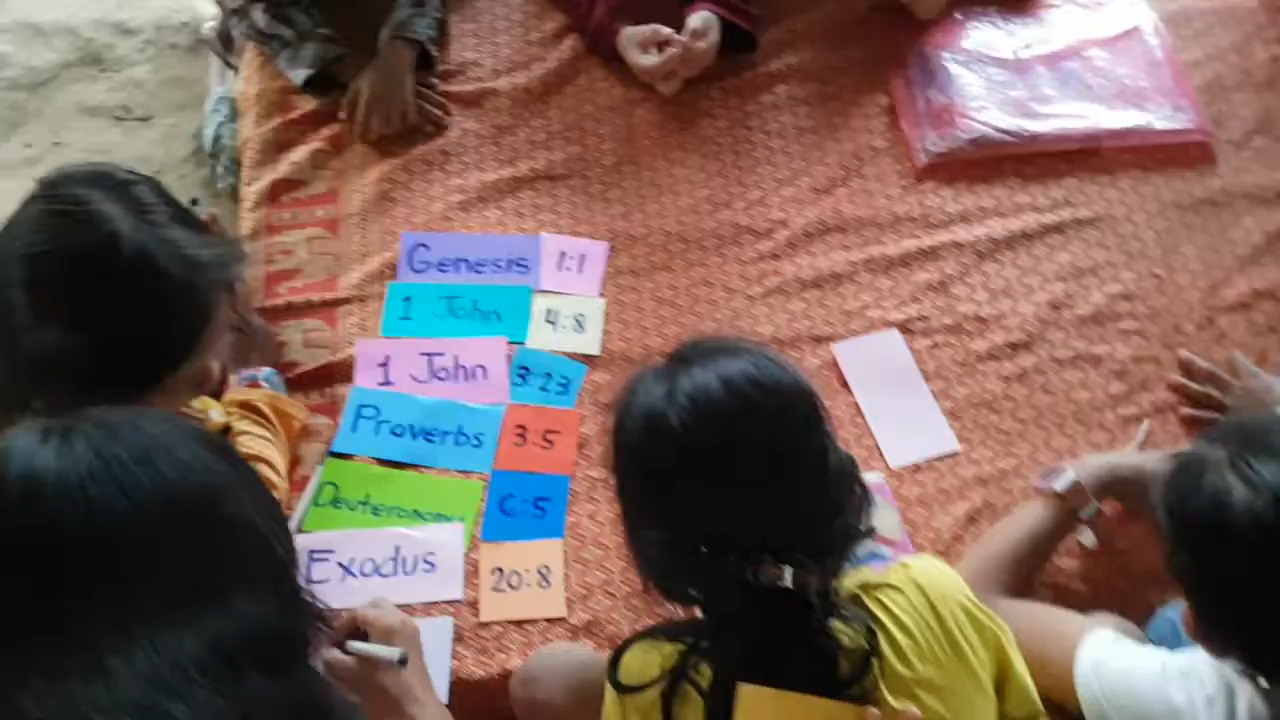 Genesis 1:1
1 John 4:8
1 John 3:23
Proverbs 3:5
Deuteronomy 6:5
Exodus 20:8